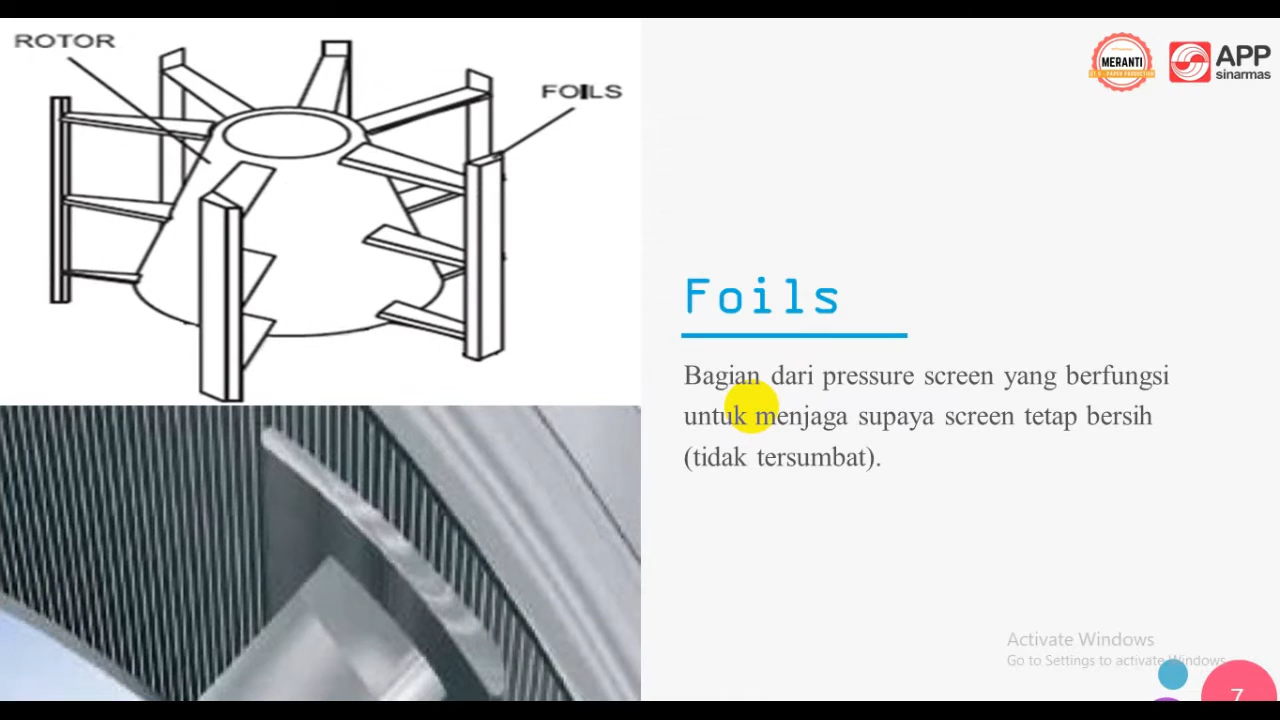 ROTOR
FOILS
MERANTI
APP
sinarmas
Foils
Bagian dari pressure screen yang berfungsi
untuk menjaga supaya screen tetap bersih
(tidak tersumbat).
Activate Windows
Go to Settings to activate Windows.
7